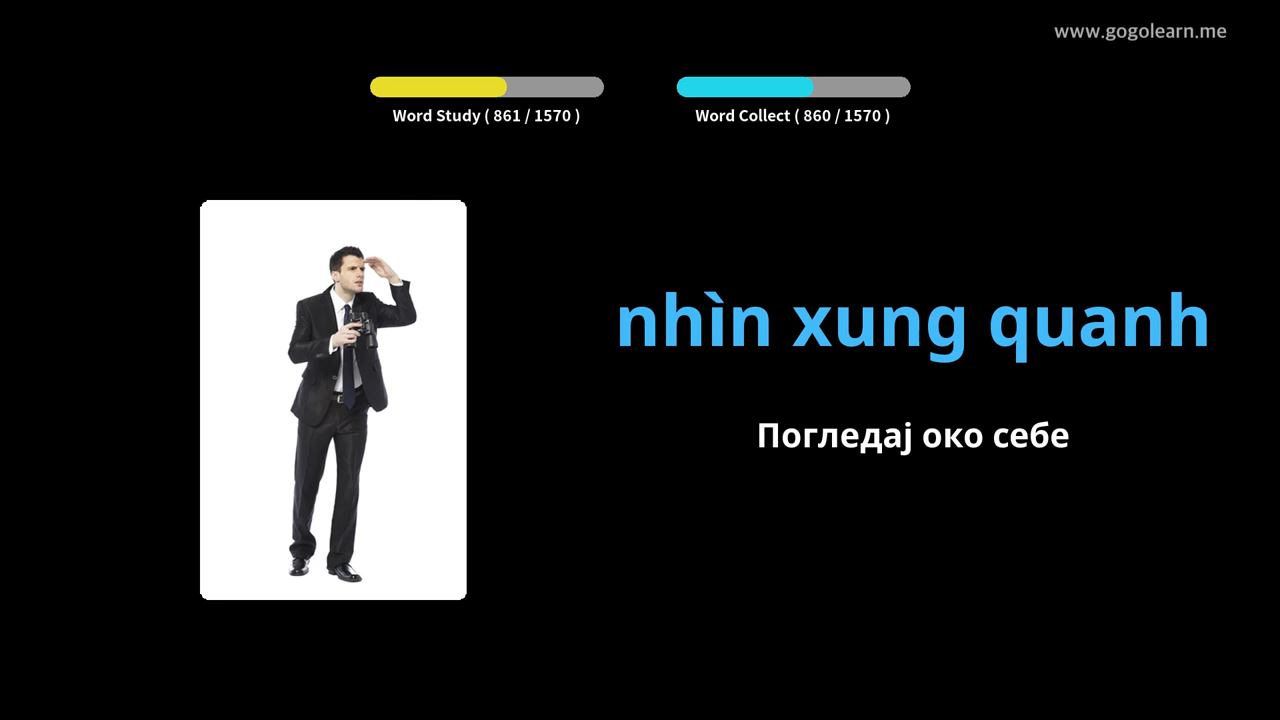 www.gogolearn.me
Word Study ( 861 / 1570 )
Word Collect ( 860 / 1570 )
nhìn xung quanh
Погледај око себе